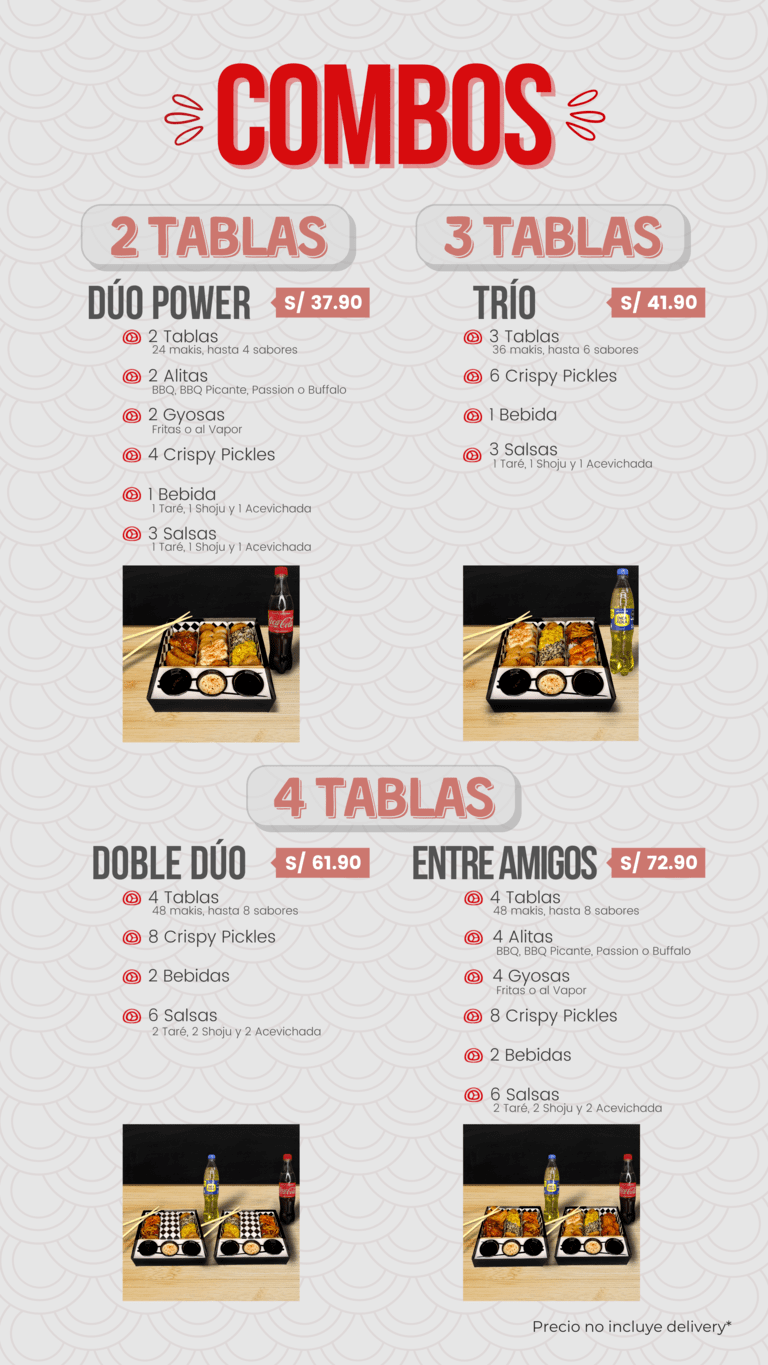 COMBOS
2 TABLAS
DÚO POWER
S/ 37.90
2 Tablas
24 makis, hasta 4 sabores
2 Alitas
BBQ, BBQ Picante, Passion o Buffalo
2 Gyosas
Fritas o al Vapor
4 Crispy Pickles
1 Bebida
1 Taré, 1 Shoju y 1 Acevichada
3 Salsas
1 Taré, 1 Shoju y 1 Acevichada
3 TABLAS
TRÍO
S/ 41.90
3 Tablas
36 makis, hasta 6 sabores
6 Crispy Pickles
1 Bebida
3 Salsas
1 Taré, 1 Shoju y 1 Acevichada
Coca-Cola
4 TABLAS
DOBLE DÚO
S/ 61.90
4 Tablas
48 makis, hasta 8 sabores
8 Crispy Pickles
2 Bebidas
6 Salsas
2 Taré, 2 Shoju y 2 Acevichada
ENTRE AMIGOS
S/ 72.90
4 Tablas
48 makis, hasta 8 sabores
4 Alitas
BBQ, BBQ Picante, Passion o Buffalo
4 Gyosas
Fritas o al Vapor
8 Crispy Pickles
2 Bebidas
6 Salsas
2 Taré, 2 Shoju y 2 Acevichada
Precio no incluye delivery*